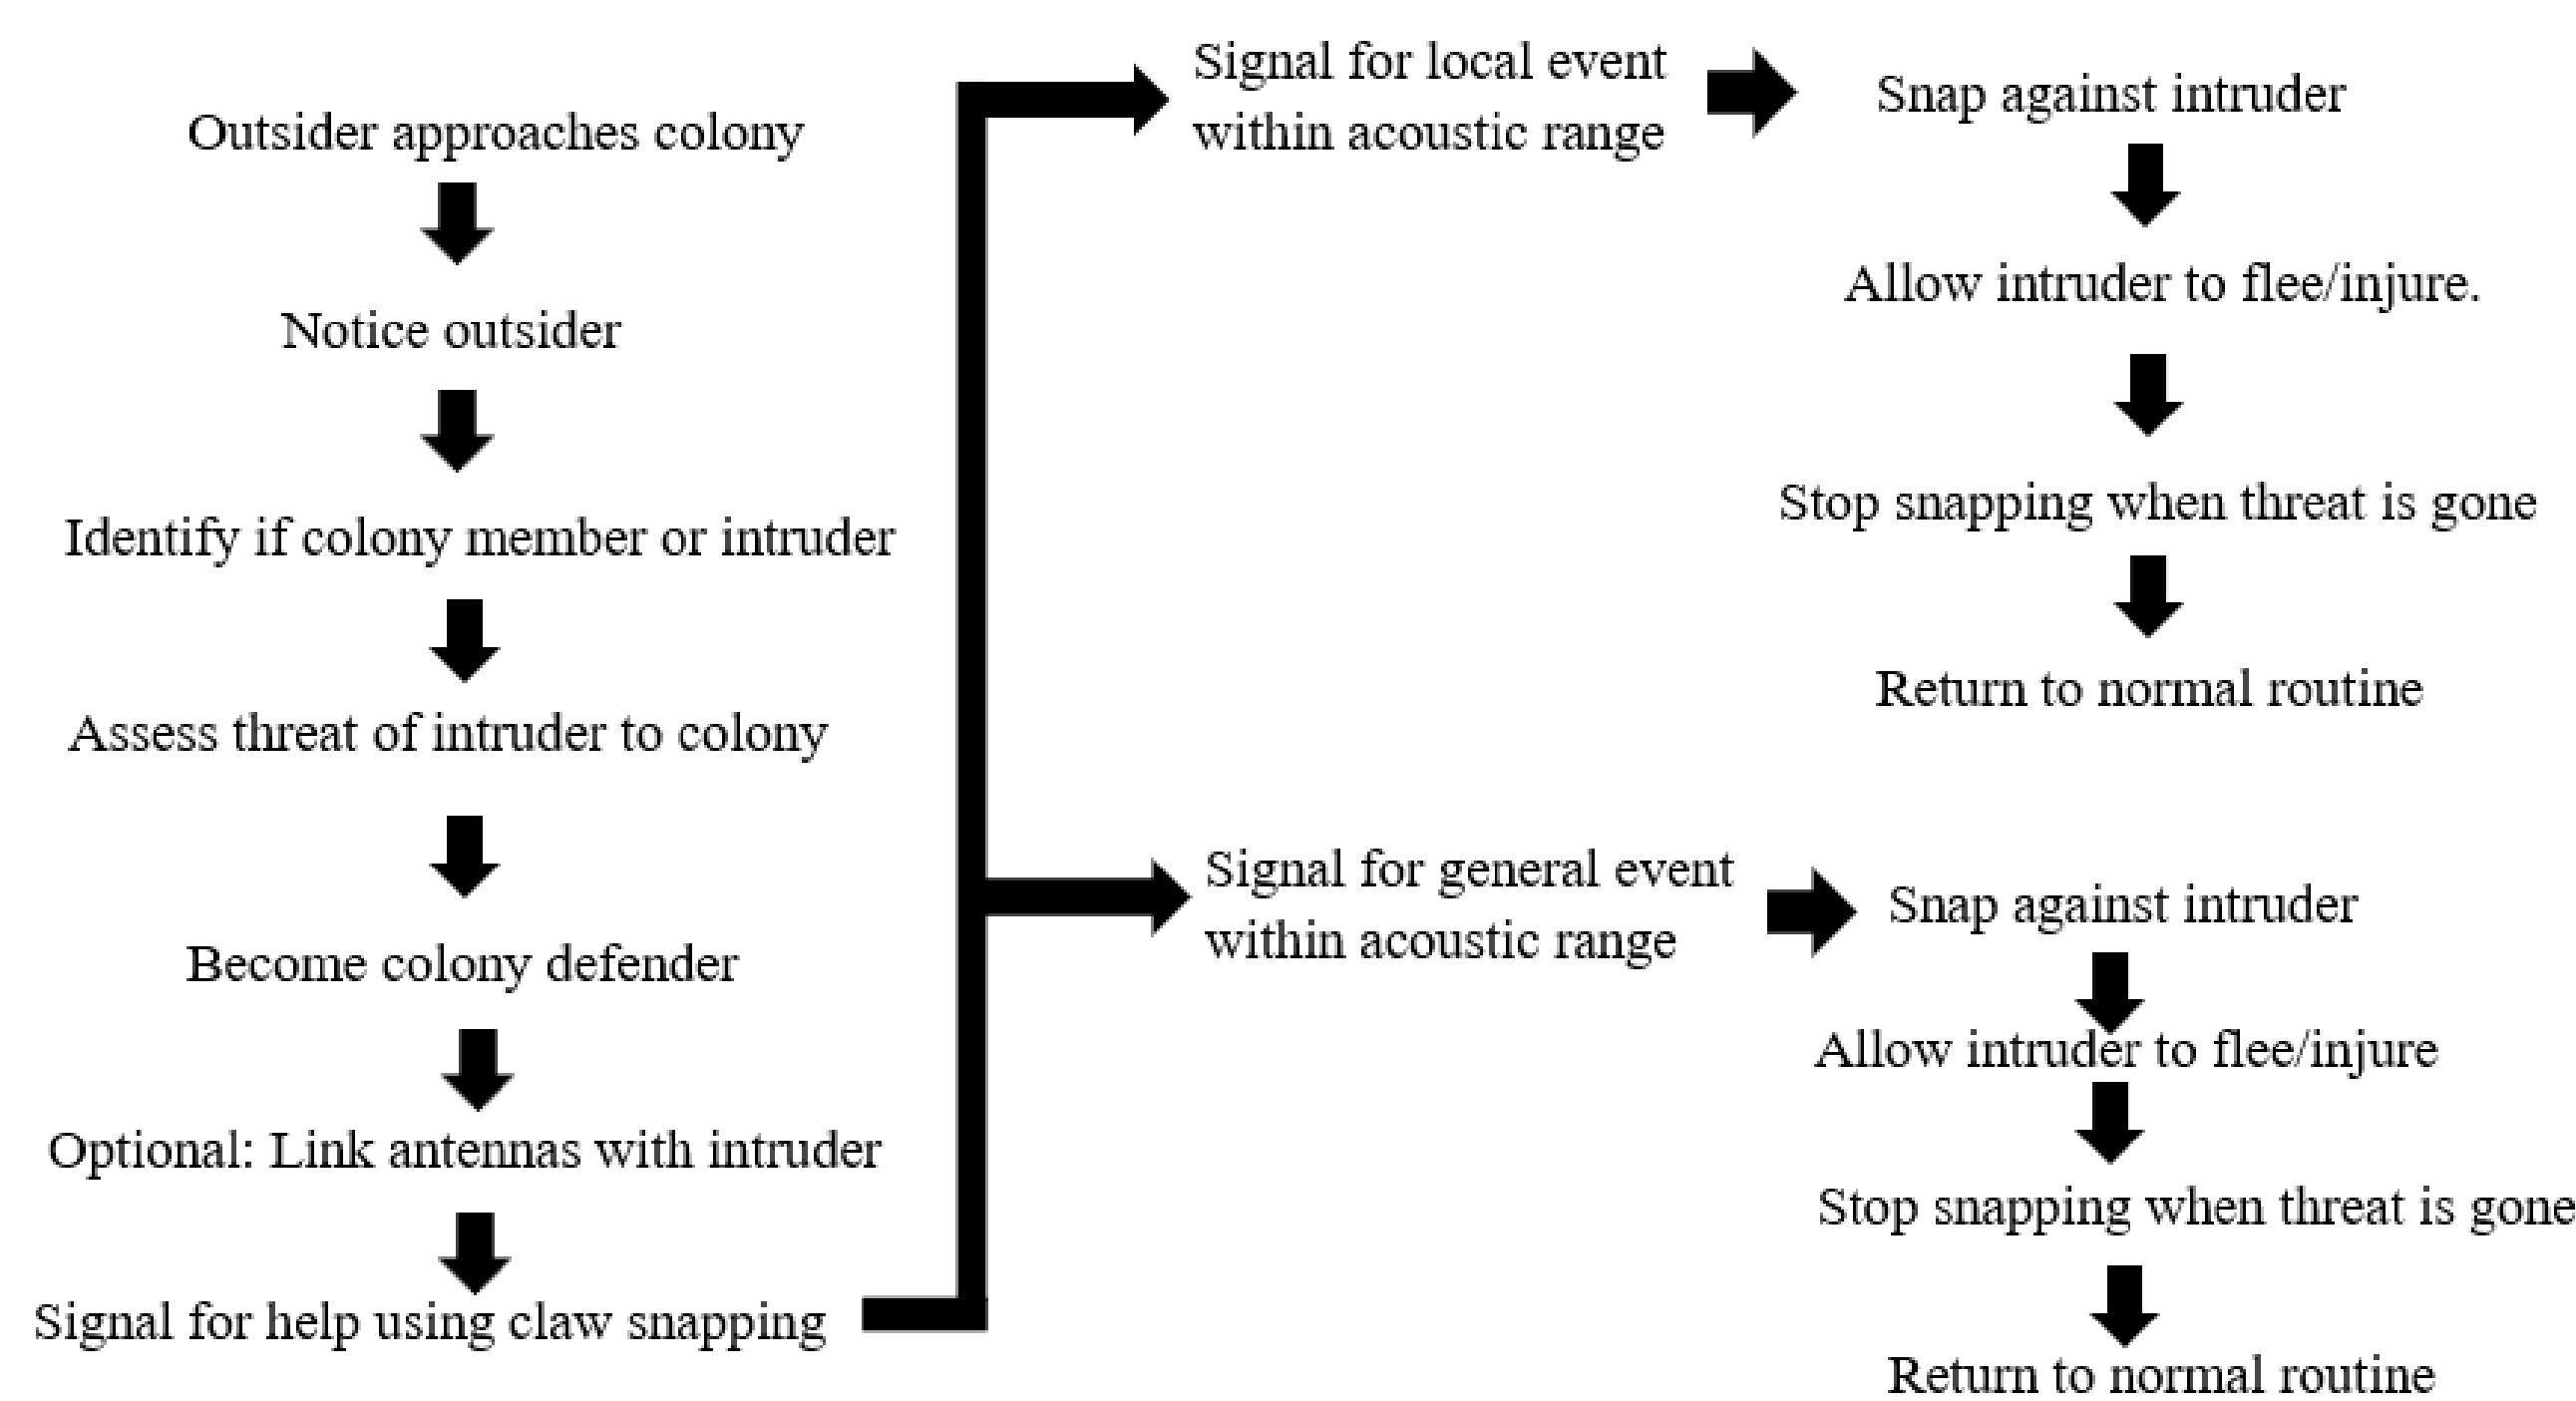 Outsider approaches colony
Notice outsider
Identify if colony member or intruder
Assess threat of intruder to colony
Become colony defender
Optional: Link antennas with intruder
Signal for help using claw snapping
Signal for local event
within acoustic range
Snap against intruder
Allow intruder to flee/injure.
Stop snapping when threat is gone
Return to normal routine
Signal for general event
within acoustic range
Snap against intruder
Allow intruder to flee/injure
Stop snapping when threat is gone
Return to normal routine